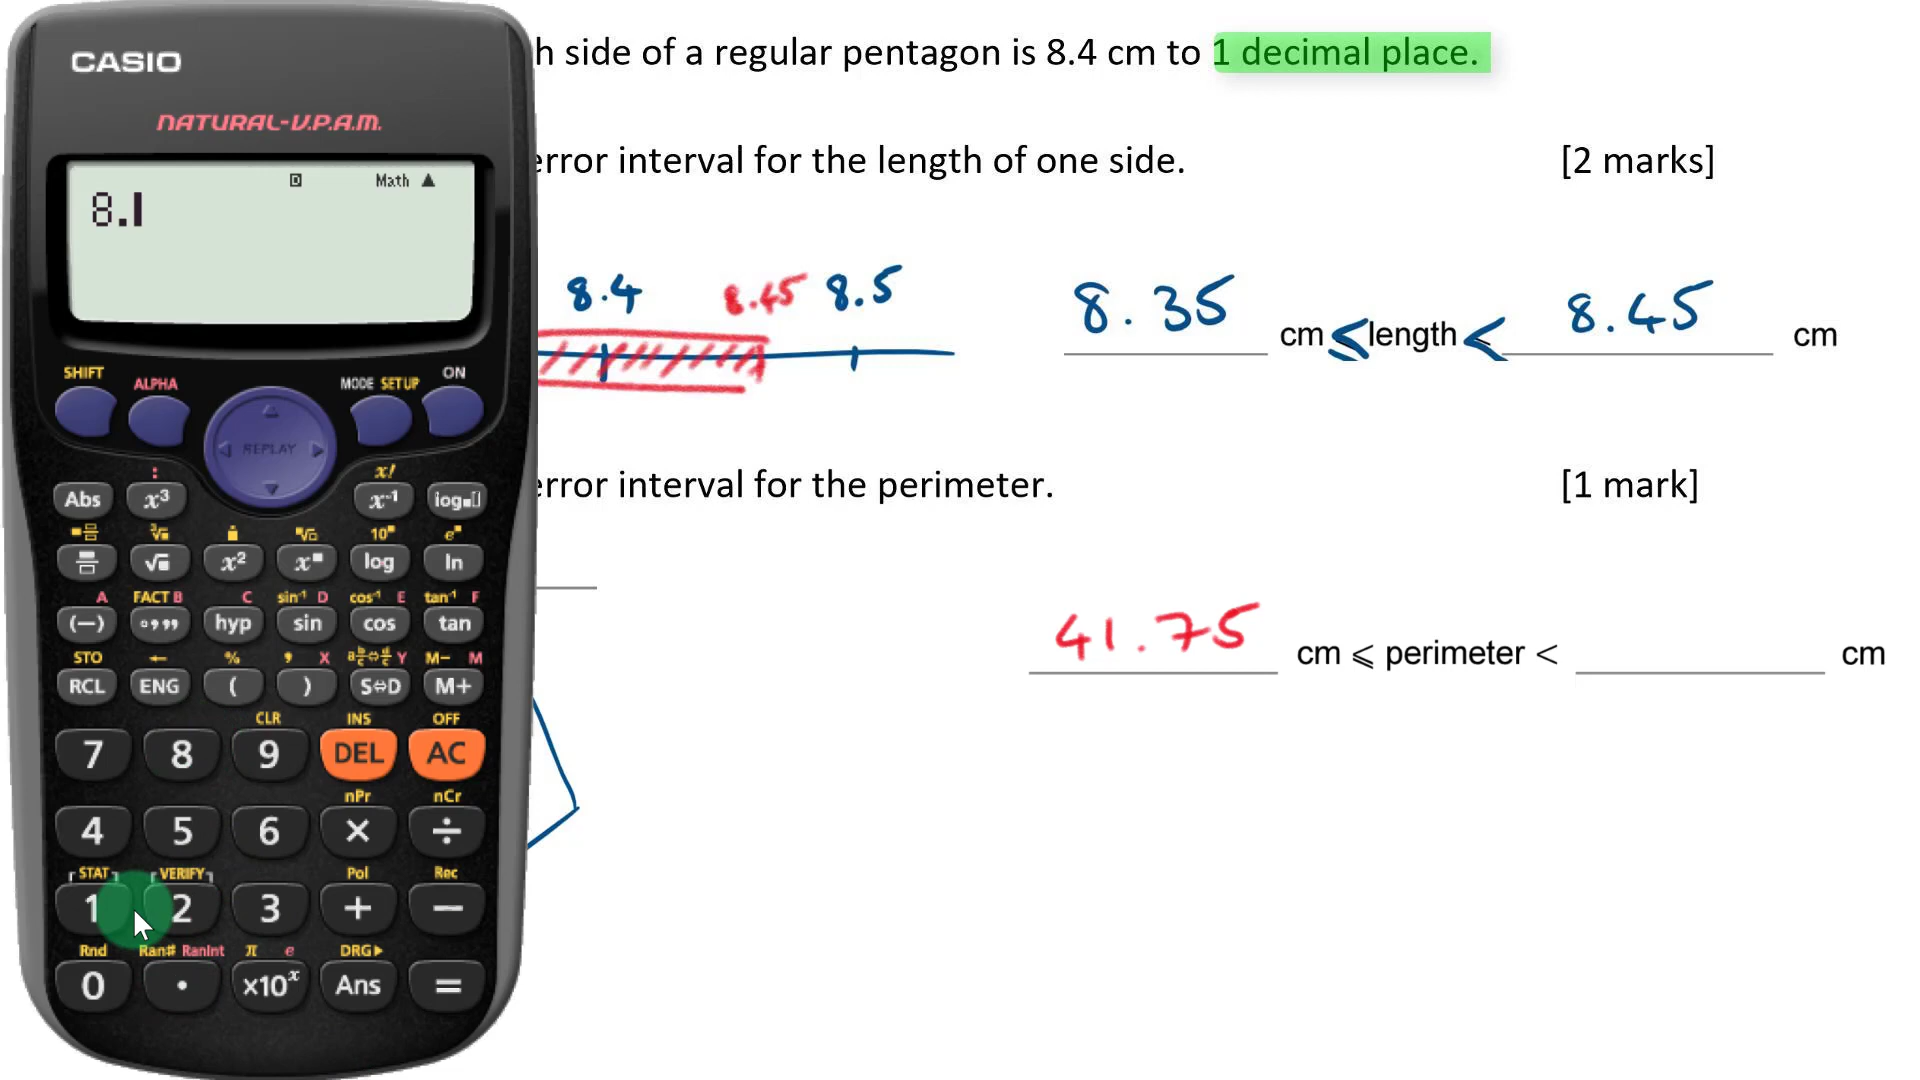 h side of a regular pentagon is 8.4 cm to 1 decimal place.
error interval for the length of one side. [2 marks]
8.4 8.45 8.5
8.35 cm ≤ length < 8.45 cm
error interval for the perimeter. [1 mark]
41.75 cm ⩽ perimeter < cm
CASIO
NATURAL-V.P.A.M.
D Math ▲
8.
SHIFT ALPHA MODE SETUP ON
REPLAY
: x!
Abs x³ x⁻¹ log
³√ 10 e
√ x² x log ln
A FACT B C sin⁻¹ D cos⁻¹ E tan⁻¹ F
(−) hyp sin cos tan
STO ← % , X a b/c⇔d/c Y M− M
RCL ENG ( ) S⇔D M+
CLR INS OFF
7 8 9 DEL AC
nPr nCr
4 5 6 × ÷
STAT VERIFY Pol Rec
1 2 3 + −
Rnd Ran# RanInt π e DRG▶
0 . ×10ˣ Ans =